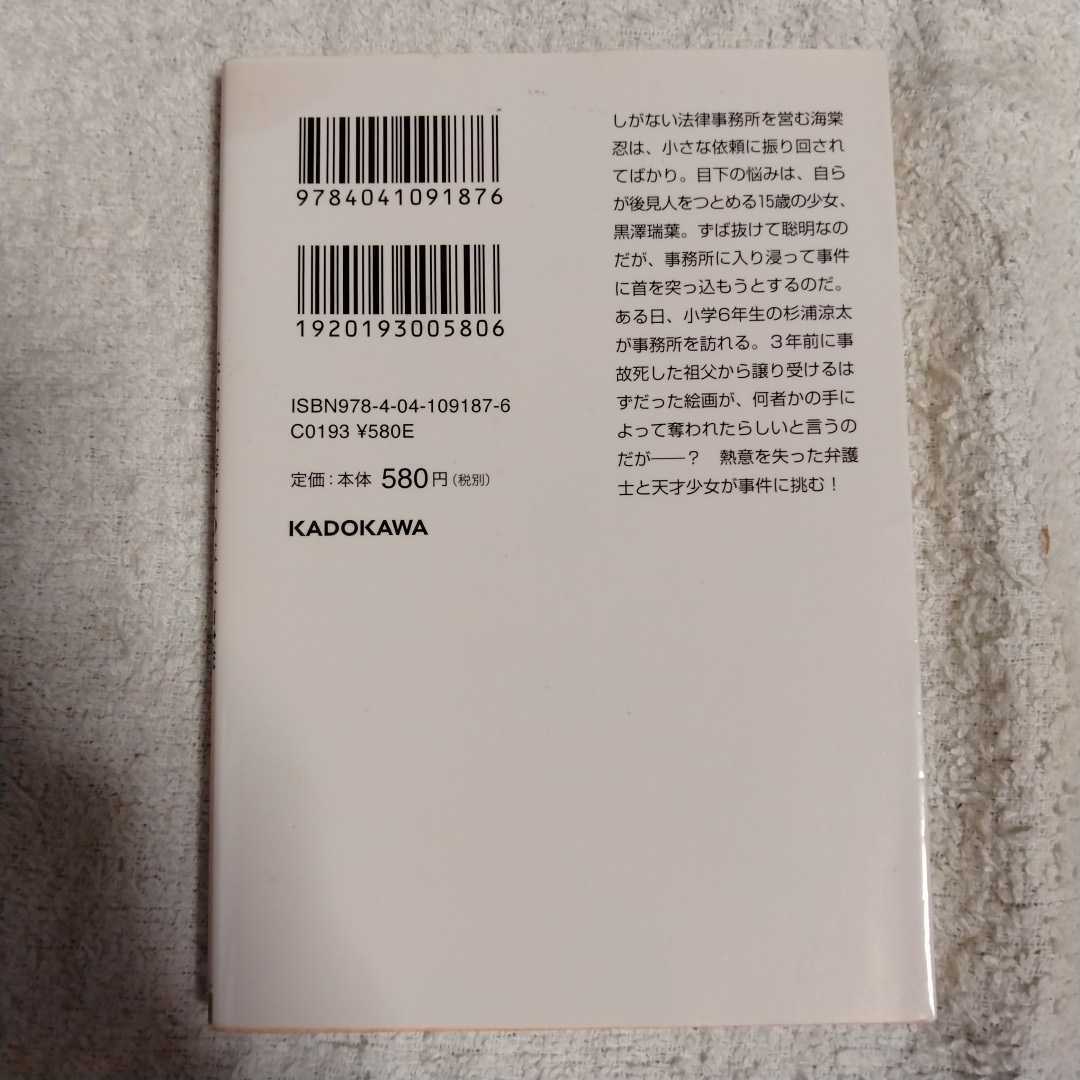 9784041091876
1920193005806
ISBN978-4-04-109187-6
C0193 ¥580E
定価：本体 580円（税別）
KADOKAWA
しがない法律事務所を営む海棠
忍は、小さな依頼に振り回され
てばかり。目下の悩みは、自ら
が後見人をつとめる15歳の少女、
黒澤瑞葉。ずば抜けて聡明なの
だが、事務所に入り浸って事件
に首を突っ込もうとするのだ。
ある日、小学6年生の杉浦涼太
が事務所を訪れる。３年前に事
故死した祖父から譲り受けるは
ずだった絵画が、何者かの手に
よって奪われたらしいと言うの
だが――？　熱意を失った弁護
士と天才少女が事件に挑む！